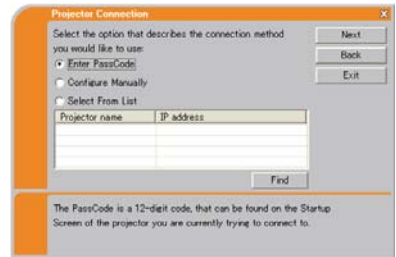 Projector Connection
x
Select the option that describes the connection method
you would like to use:
Enter PassCode
Configure Manually
Select From List
Projector name IP address
Find
Next
Back
Exit
The PassCode is a 12-digit code, that can be found on the Startup
Screen of the projector you are currently trying to connect to.